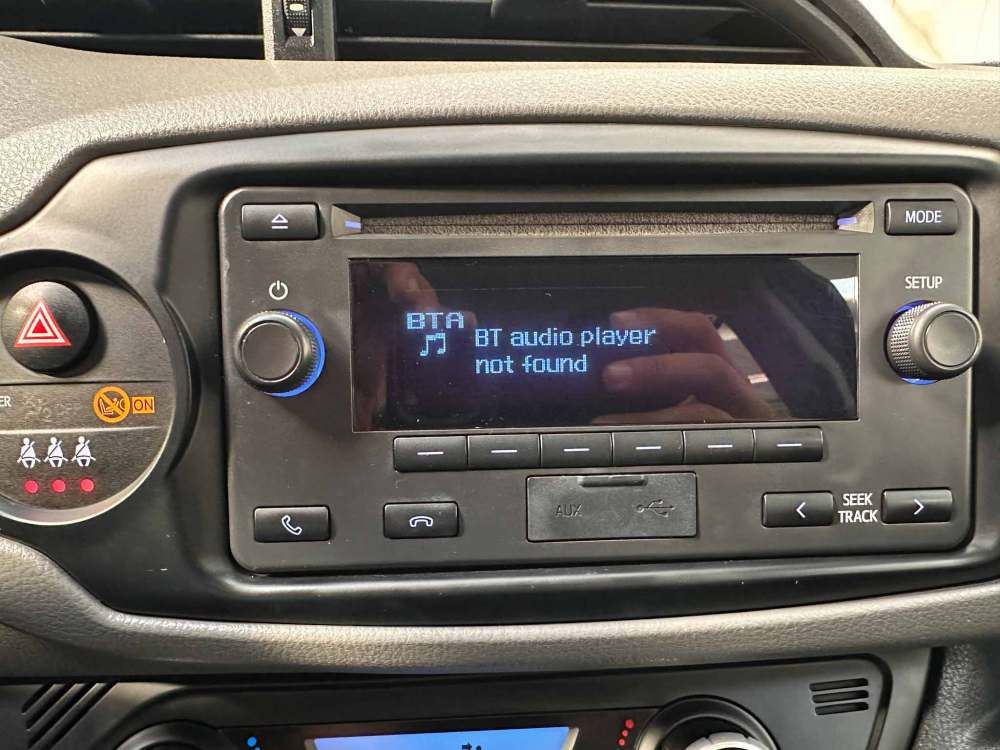 MODE
SETUP
BTA
BT audio player
not found
ON
AUX
SEEK
TRACK